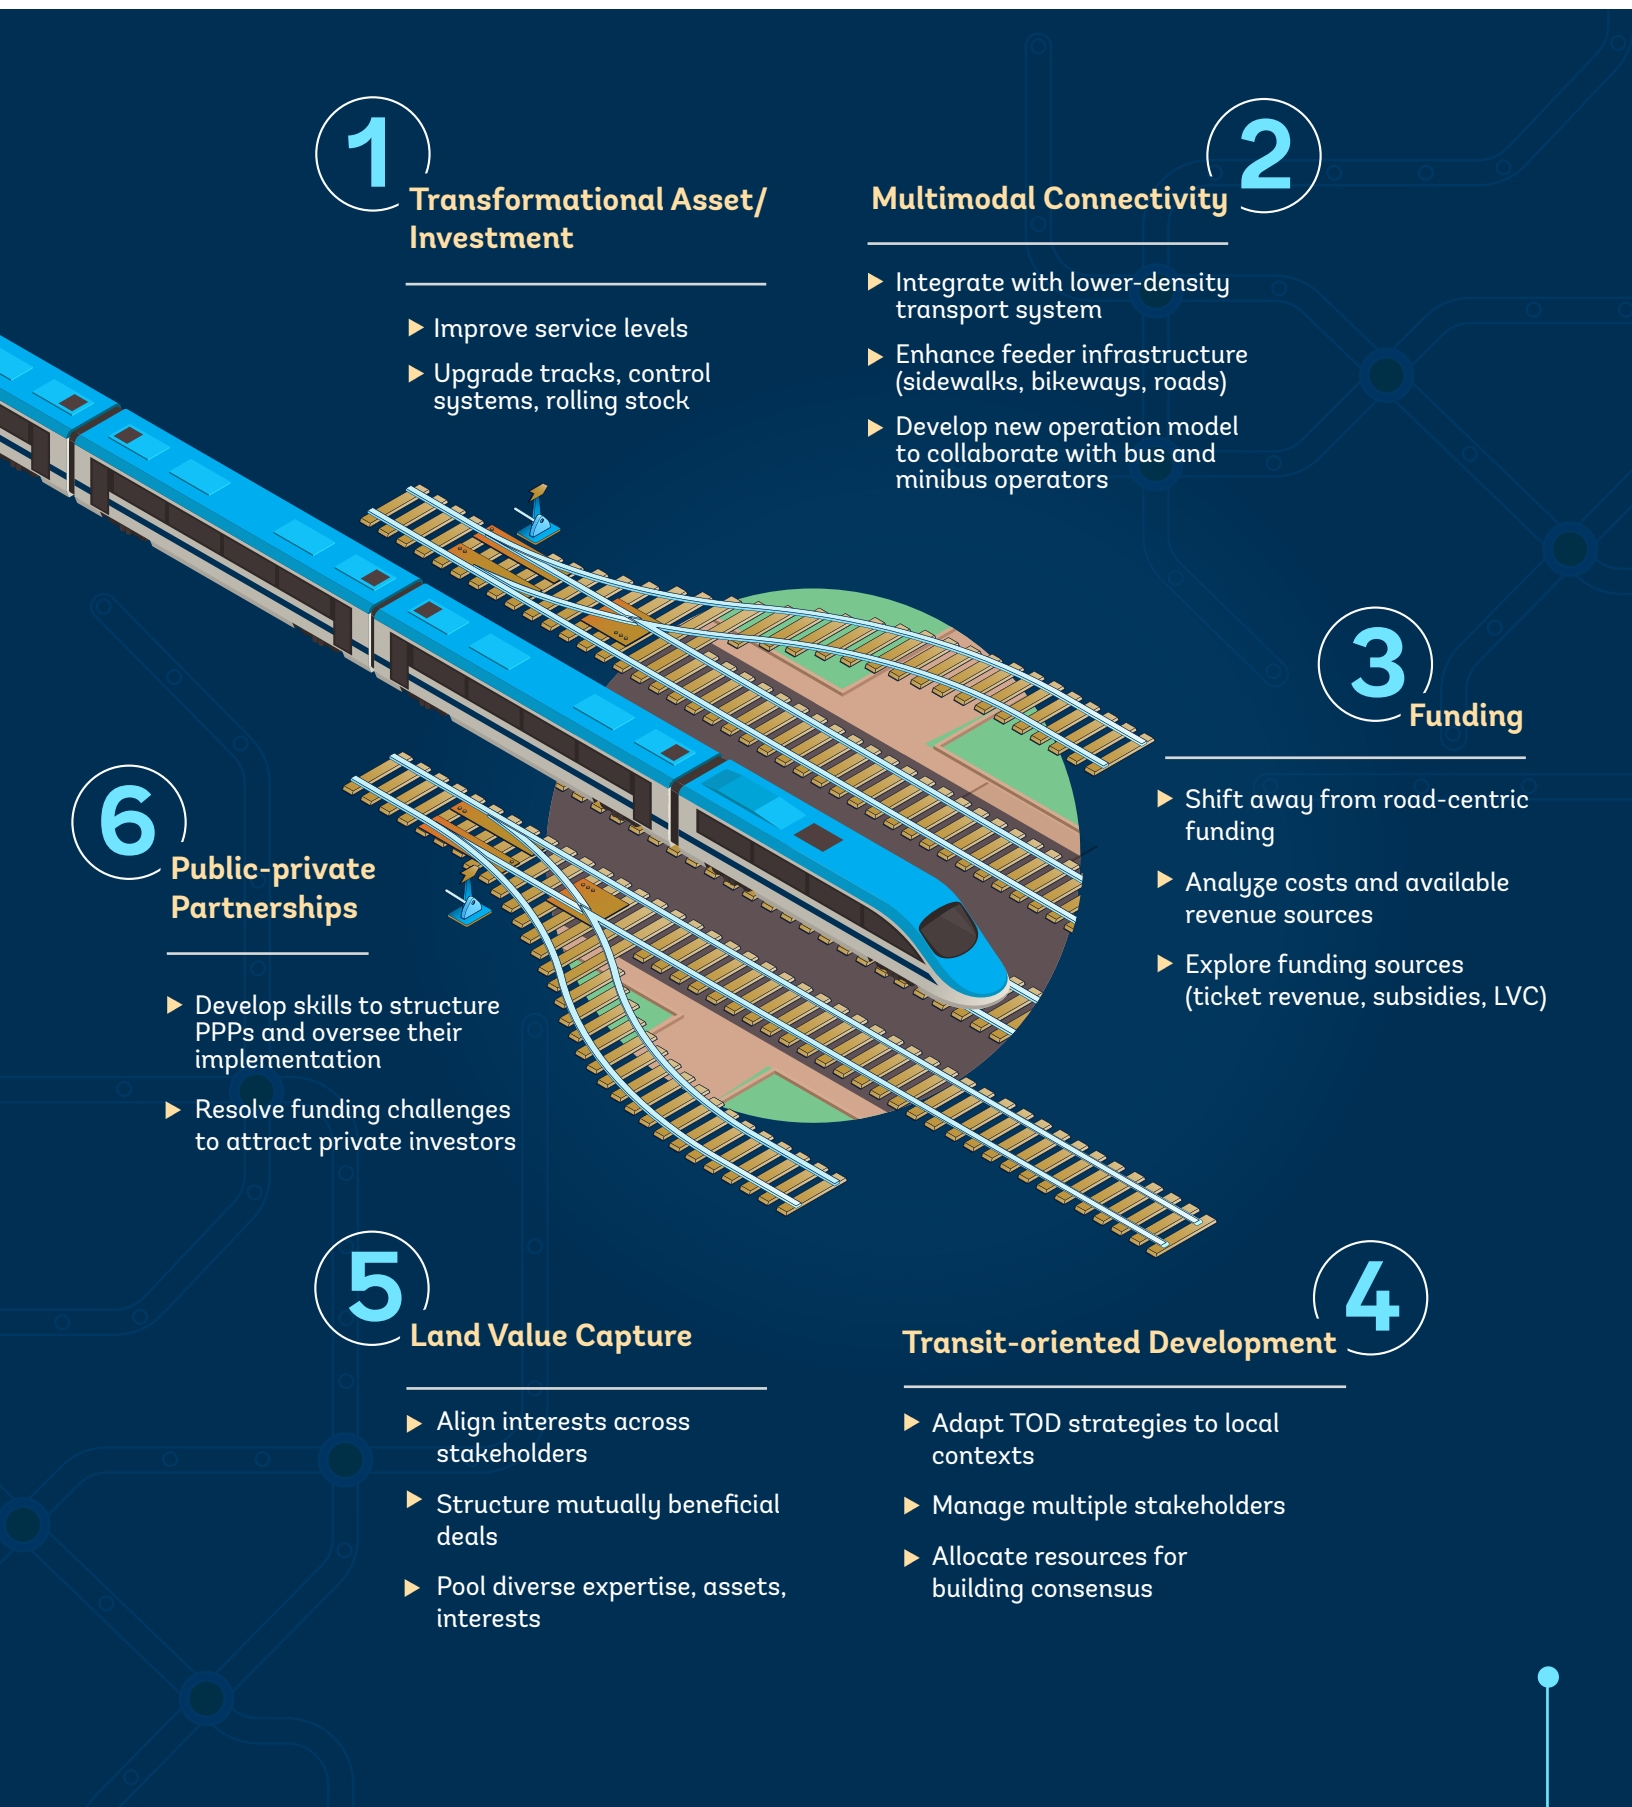 1
Transformational Asset/
Investment
Improve service levels
Upgrade tracks, control
systems, rolling stock
2
Multimodal Connectivity
Integrate with lower-density
transport system
Enhance feeder infrastructure
(sidewalks, bikeways, roads)
Develop new operation model
to collaborate with bus and
minibus operators
3
Funding
Shift away from road-centric
funding
Analyze costs and available
revenue sources
Explore funding sources
(ticket revenue, subsidies, LVC)
4
Transit-oriented Development
Adapt TOD strategies to local
contexts
Manage multiple stakeholders
Allocate resources for
building consensus
5
Land Value Capture
Align interests across
stakeholders
Structure mutually beneficial
deals
Pool diverse expertise, assets,
interests
6
Public-private
Partnerships
Develop skills to structure
PPPs and oversee their
implementation
Resolve funding challenges
to attract private investors